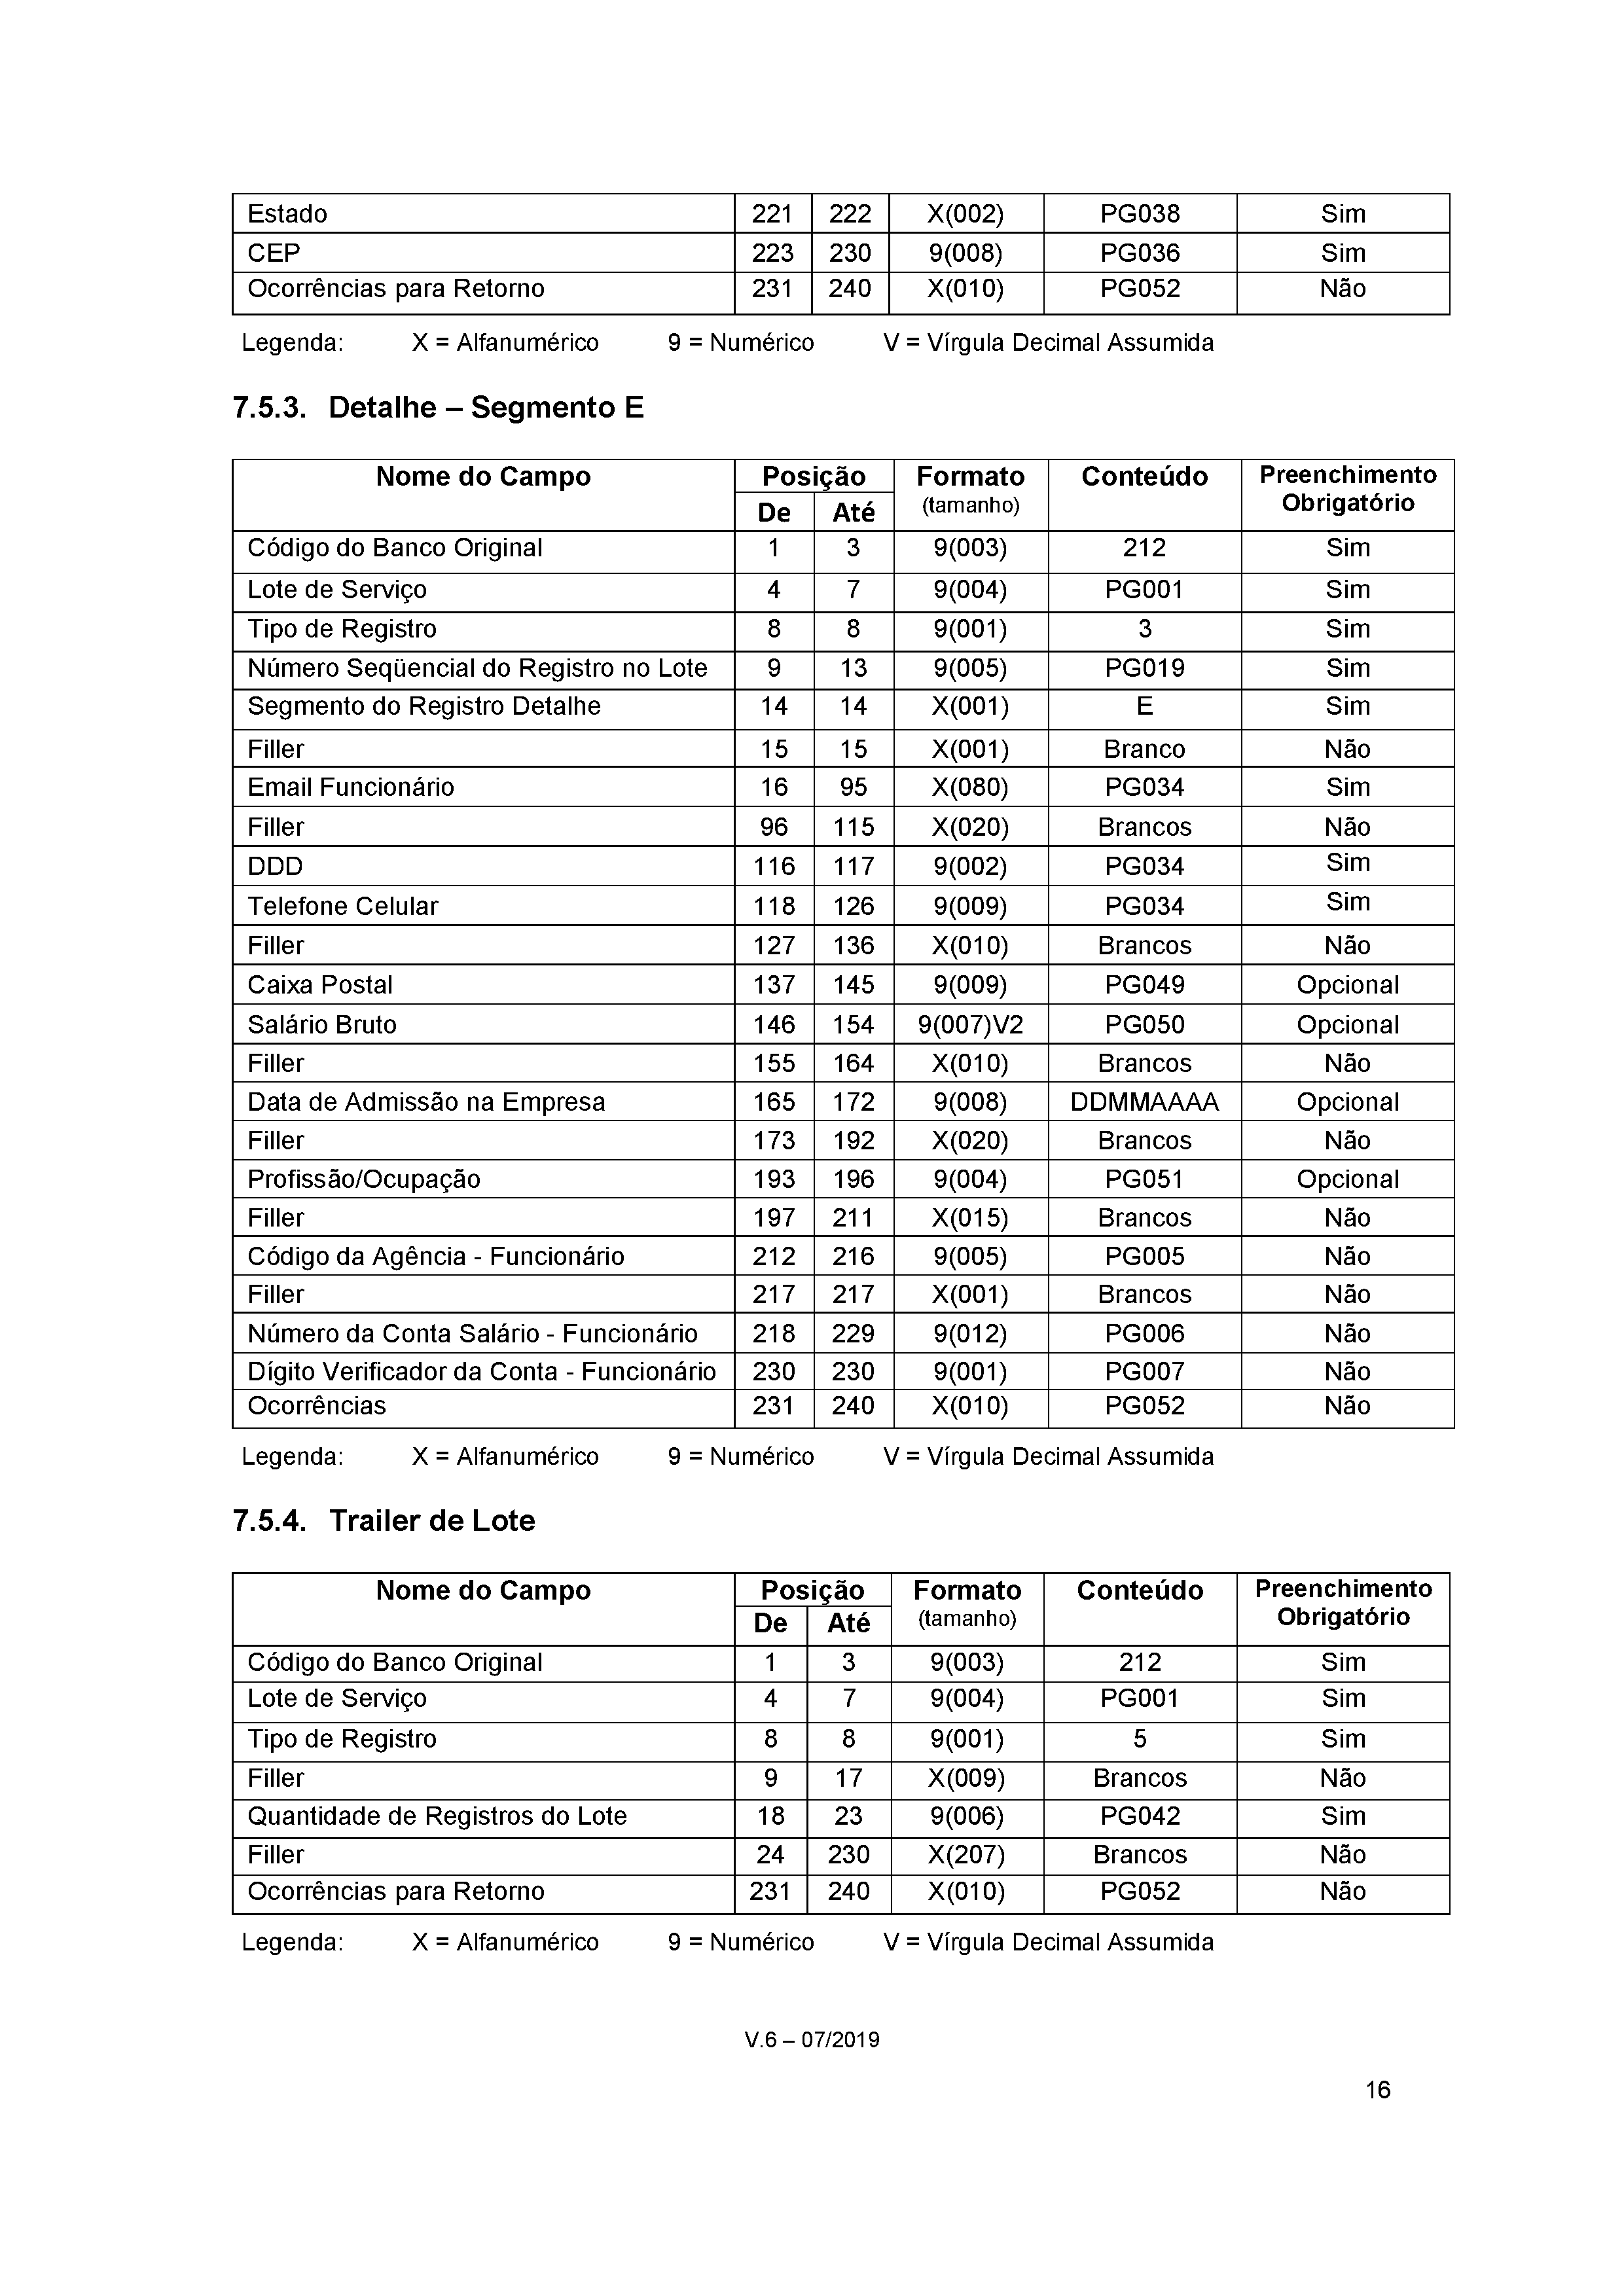 Estado 221 222 X(002) PG038 Sim
CEP 223 230 9(008) PG036 Sim
Ocorrências para Retorno 231 240 X(010) PG052 Não
Legenda: X = Alfanumérico 9 = Numérico V = Vírgula Decimal Assumida
7.5.3. Detalhe – Segmento E
Nome do Campo Posição Formato Conteúdo Preenchimento
De Até (tamanho) Obrigatório
Código do Banco Original 1 3 9(003) 212 Sim
Lote de Serviço 4 7 9(004) PG001 Sim
Tipo de Registro 8 8 9(001) 3 Sim
Número Seqüencial do Registro no Lote 9 13 9(005) PG019 Sim
Segmento do Registro Detalhe 14 14 X(001) E Sim
Filler 15 15 X(001) Branco Não
Email Funcionário 16 95 X(080) PG034 Sim
Filler 96 115 X(020) Brancos Não
DDD 116 117 9(002) PG034 Sim
Telefone Celular 118 126 9(009) PG034 Sim
Filler 127 136 X(010) Brancos Não
Caixa Postal 137 145 9(009) PG049 Opcional
Salário Bruto 146 154 9(007)V2 PG050 Opcional
Filler 155 164 X(010) Brancos Não
Data de Admissão na Empresa 165 172 9(008) DDMMAAAA Opcional
Filler 173 192 X(020) Brancos Não
Profissão/Ocupação 193 196 9(004) PG051 Opcional
Filler 197 211 X(015) Brancos Não
Código da Agência - Funcionário 212 216 9(005) PG005 Não
Filler 217 217 X(001) Brancos Não
Número da Conta Salário - Funcionário 218 229 9(012) PG006 Não
Dígito Verificador da Conta - Funcionário 230 230 9(001) PG007 Não
Ocorrências 231 240 X(010) PG052 Não
Legenda: X = Alfanumérico 9 = Numérico V = Vírgula Decimal Assumida
7.5.4. Trailer de Lote
Nome do Campo Posição Formato Conteúdo Preenchimento
De Até (tamanho) Obrigatório
Código do Banco Original 1 3 9(003) 212 Sim
Lote de Serviço 4 7 9(004) PG001 Sim
Tipo de Registro 8 8 9(001) 5 Sim
Filler 9 17 X(009) Brancos Não
Quantidade de Registros do Lote 18 23 9(006) PG042 Sim
Filler 24 230 X(207) Brancos Não
Ocorrências para Retorno 231 240 X(010) PG052 Não
Legenda: X = Alfanumérico 9 = Numérico V = Vírgula Decimal Assumida
V.6 – 07/2019
16